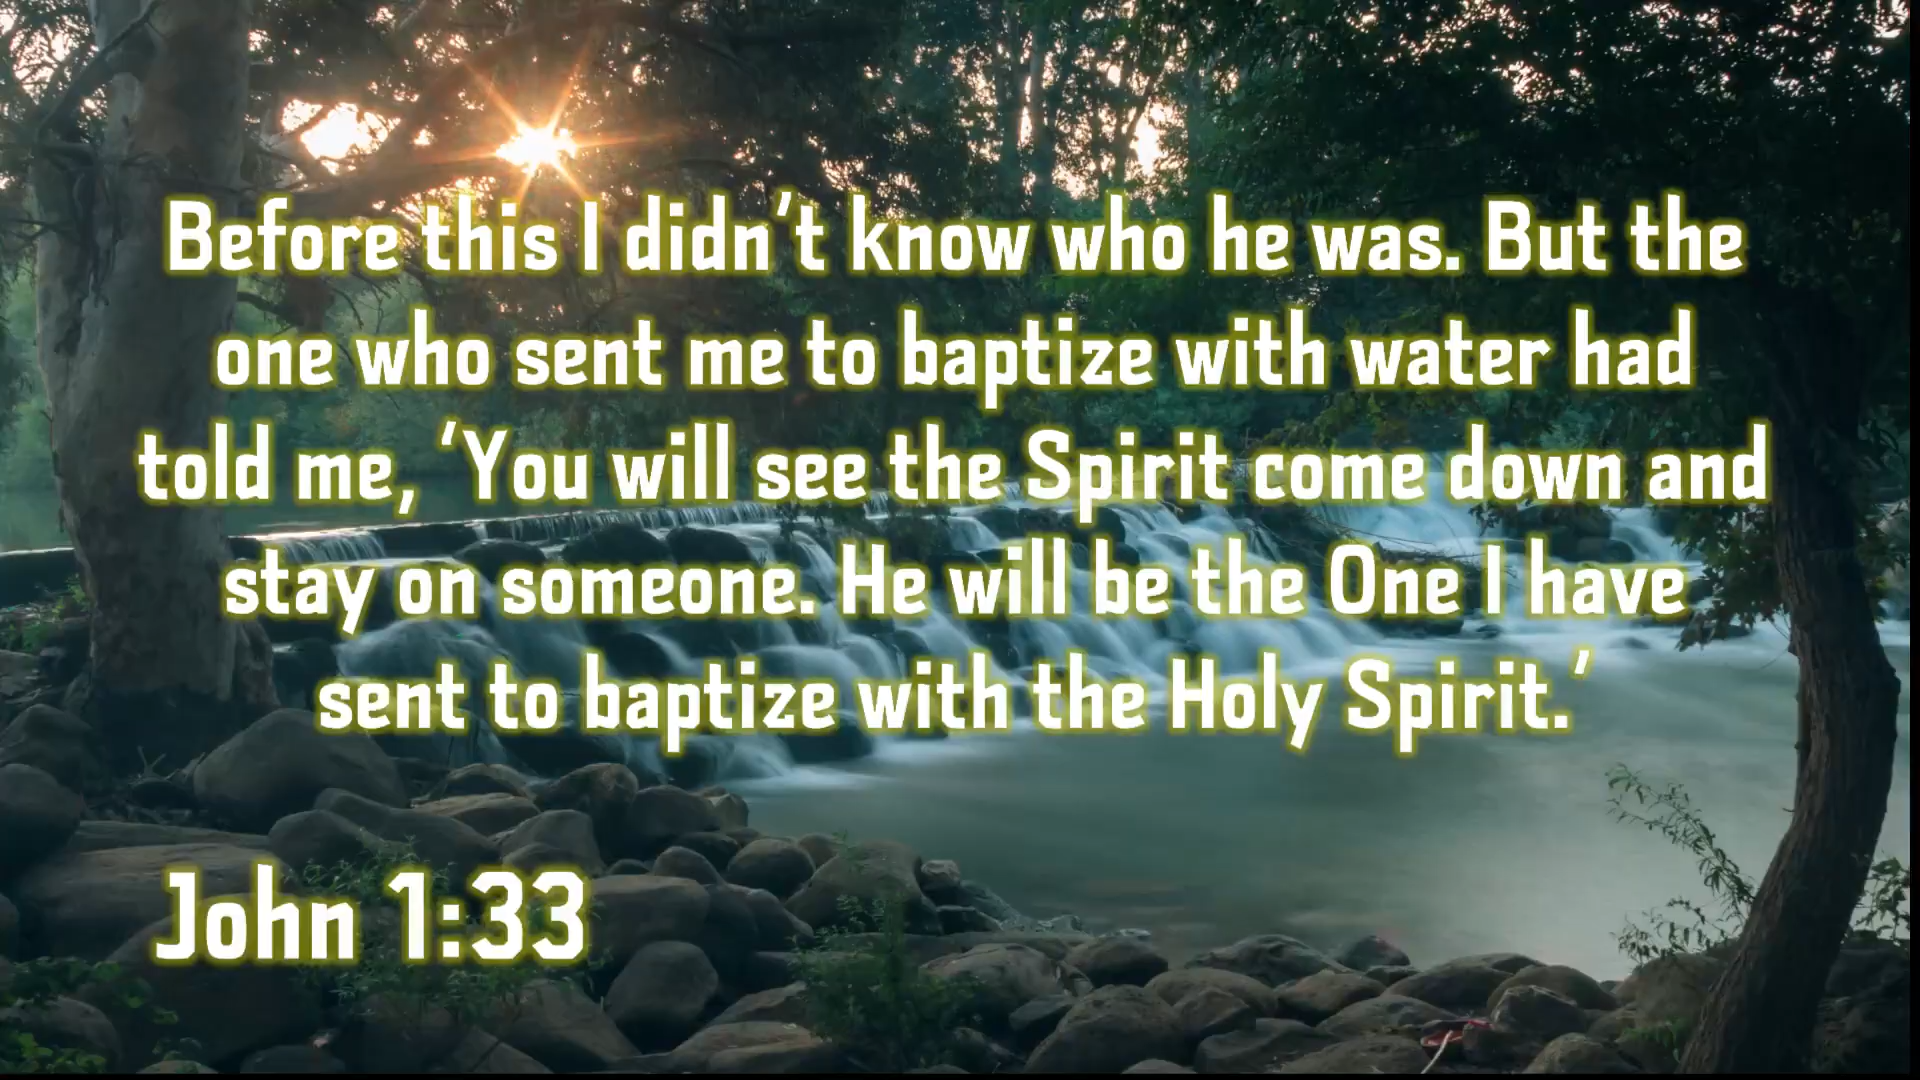 Before this I didn't know who he was. But the
one who sent me to baptize with water had
told me, 'You will see the Spirit come down and
stay on someone. He will be the One I have
sent to baptize with the Holy Spirit.'
John 1:33